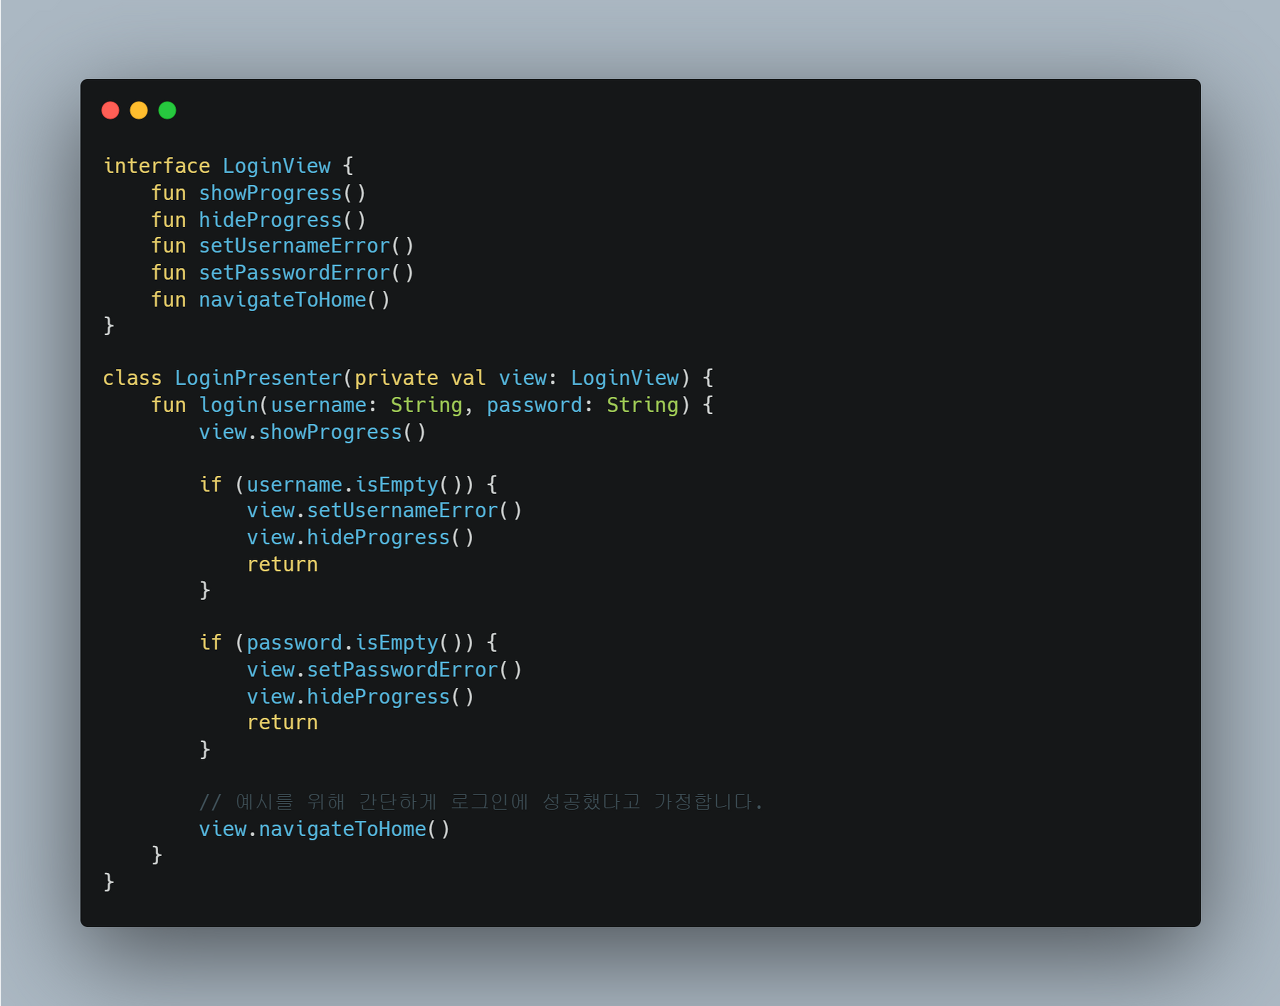 interface LoginView {
    fun showProgress()
    fun hideProgress()
    fun setUsernameError()
    fun setPasswordError()
    fun navigateToHome()
}

class LoginPresenter(private val view: LoginView) {
    fun login(username: String, password: String) {
        view.showProgress()

        if (username.isEmpty()) {
            view.setUsernameError()
            view.hideProgress()
            return
        }

        if (password.isEmpty()) {
            view.setPasswordError()
            view.hideProgress()
            return
        }

        // 예시를 위해 간단하게 로그인에 성공했다고 가정합니다.
        view.navigateToHome()
    }
}